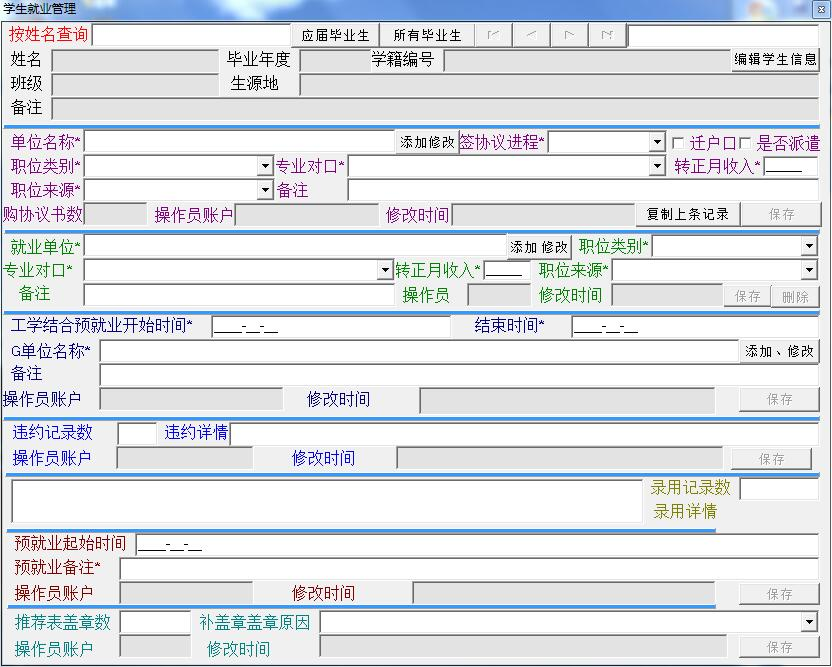 学生就业管理
按姓名查询 应届毕业生 所有毕业生
姓名 毕业年度 学籍编号 编辑学生信息
班级 生源地
备注
单位名称* 添加修改 签协议进程* 迁户口 是否派遣
职位类别* 专业对口* 转正月收入* _____
职位来源* 备注
购协议书数 操作员账户 修改时间 复制上条记录 保存
就业单位* 添加 修改 职位类别*
专业对口* 转正月收入* _____ 职位来源*
备注 操作员 修改时间 保存 删除
工学结合预就业开始时间* ____-__-__ 结束时间* ____-__-__
G单位名称* 添加、修改
备注
操作员账户 修改时间 保存
违约记录数 违约详情
操作员账户 修改时间 保存
录用记录数
录用详情
预就业起始时间 ____-__-__
预就业备注*
操作员账户 修改时间 保存
推荐表盖章数 补盖章盖章原因
操作员账户 修改时间 保存